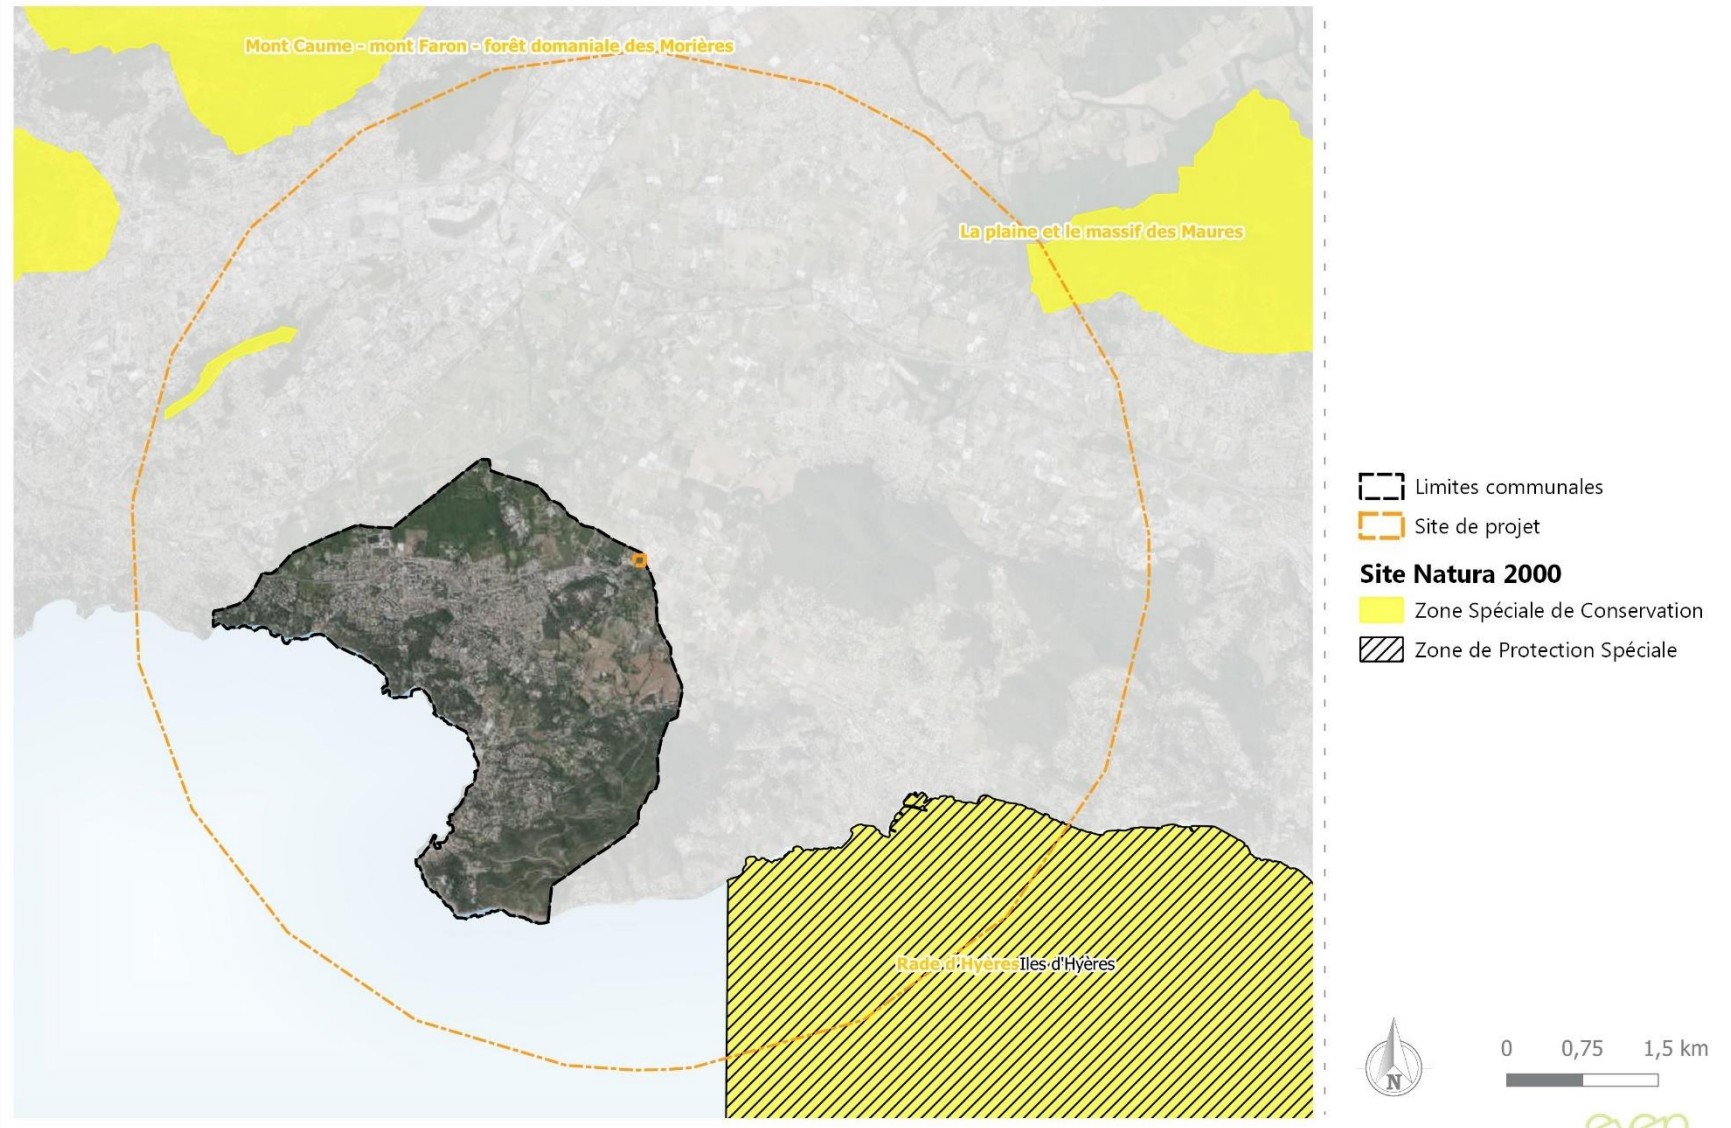 Mont Caume - mont Faron - forêt domaniale des Morières
La plaine et le massif des Maures
Limites communales
Site de projet
Site Natura 2000
Zone Spéciale de Conservation
Zone de Protection Spéciale
Rade d'Hyères Iles d'Hyères
N
0 0,75 1,5 km
even